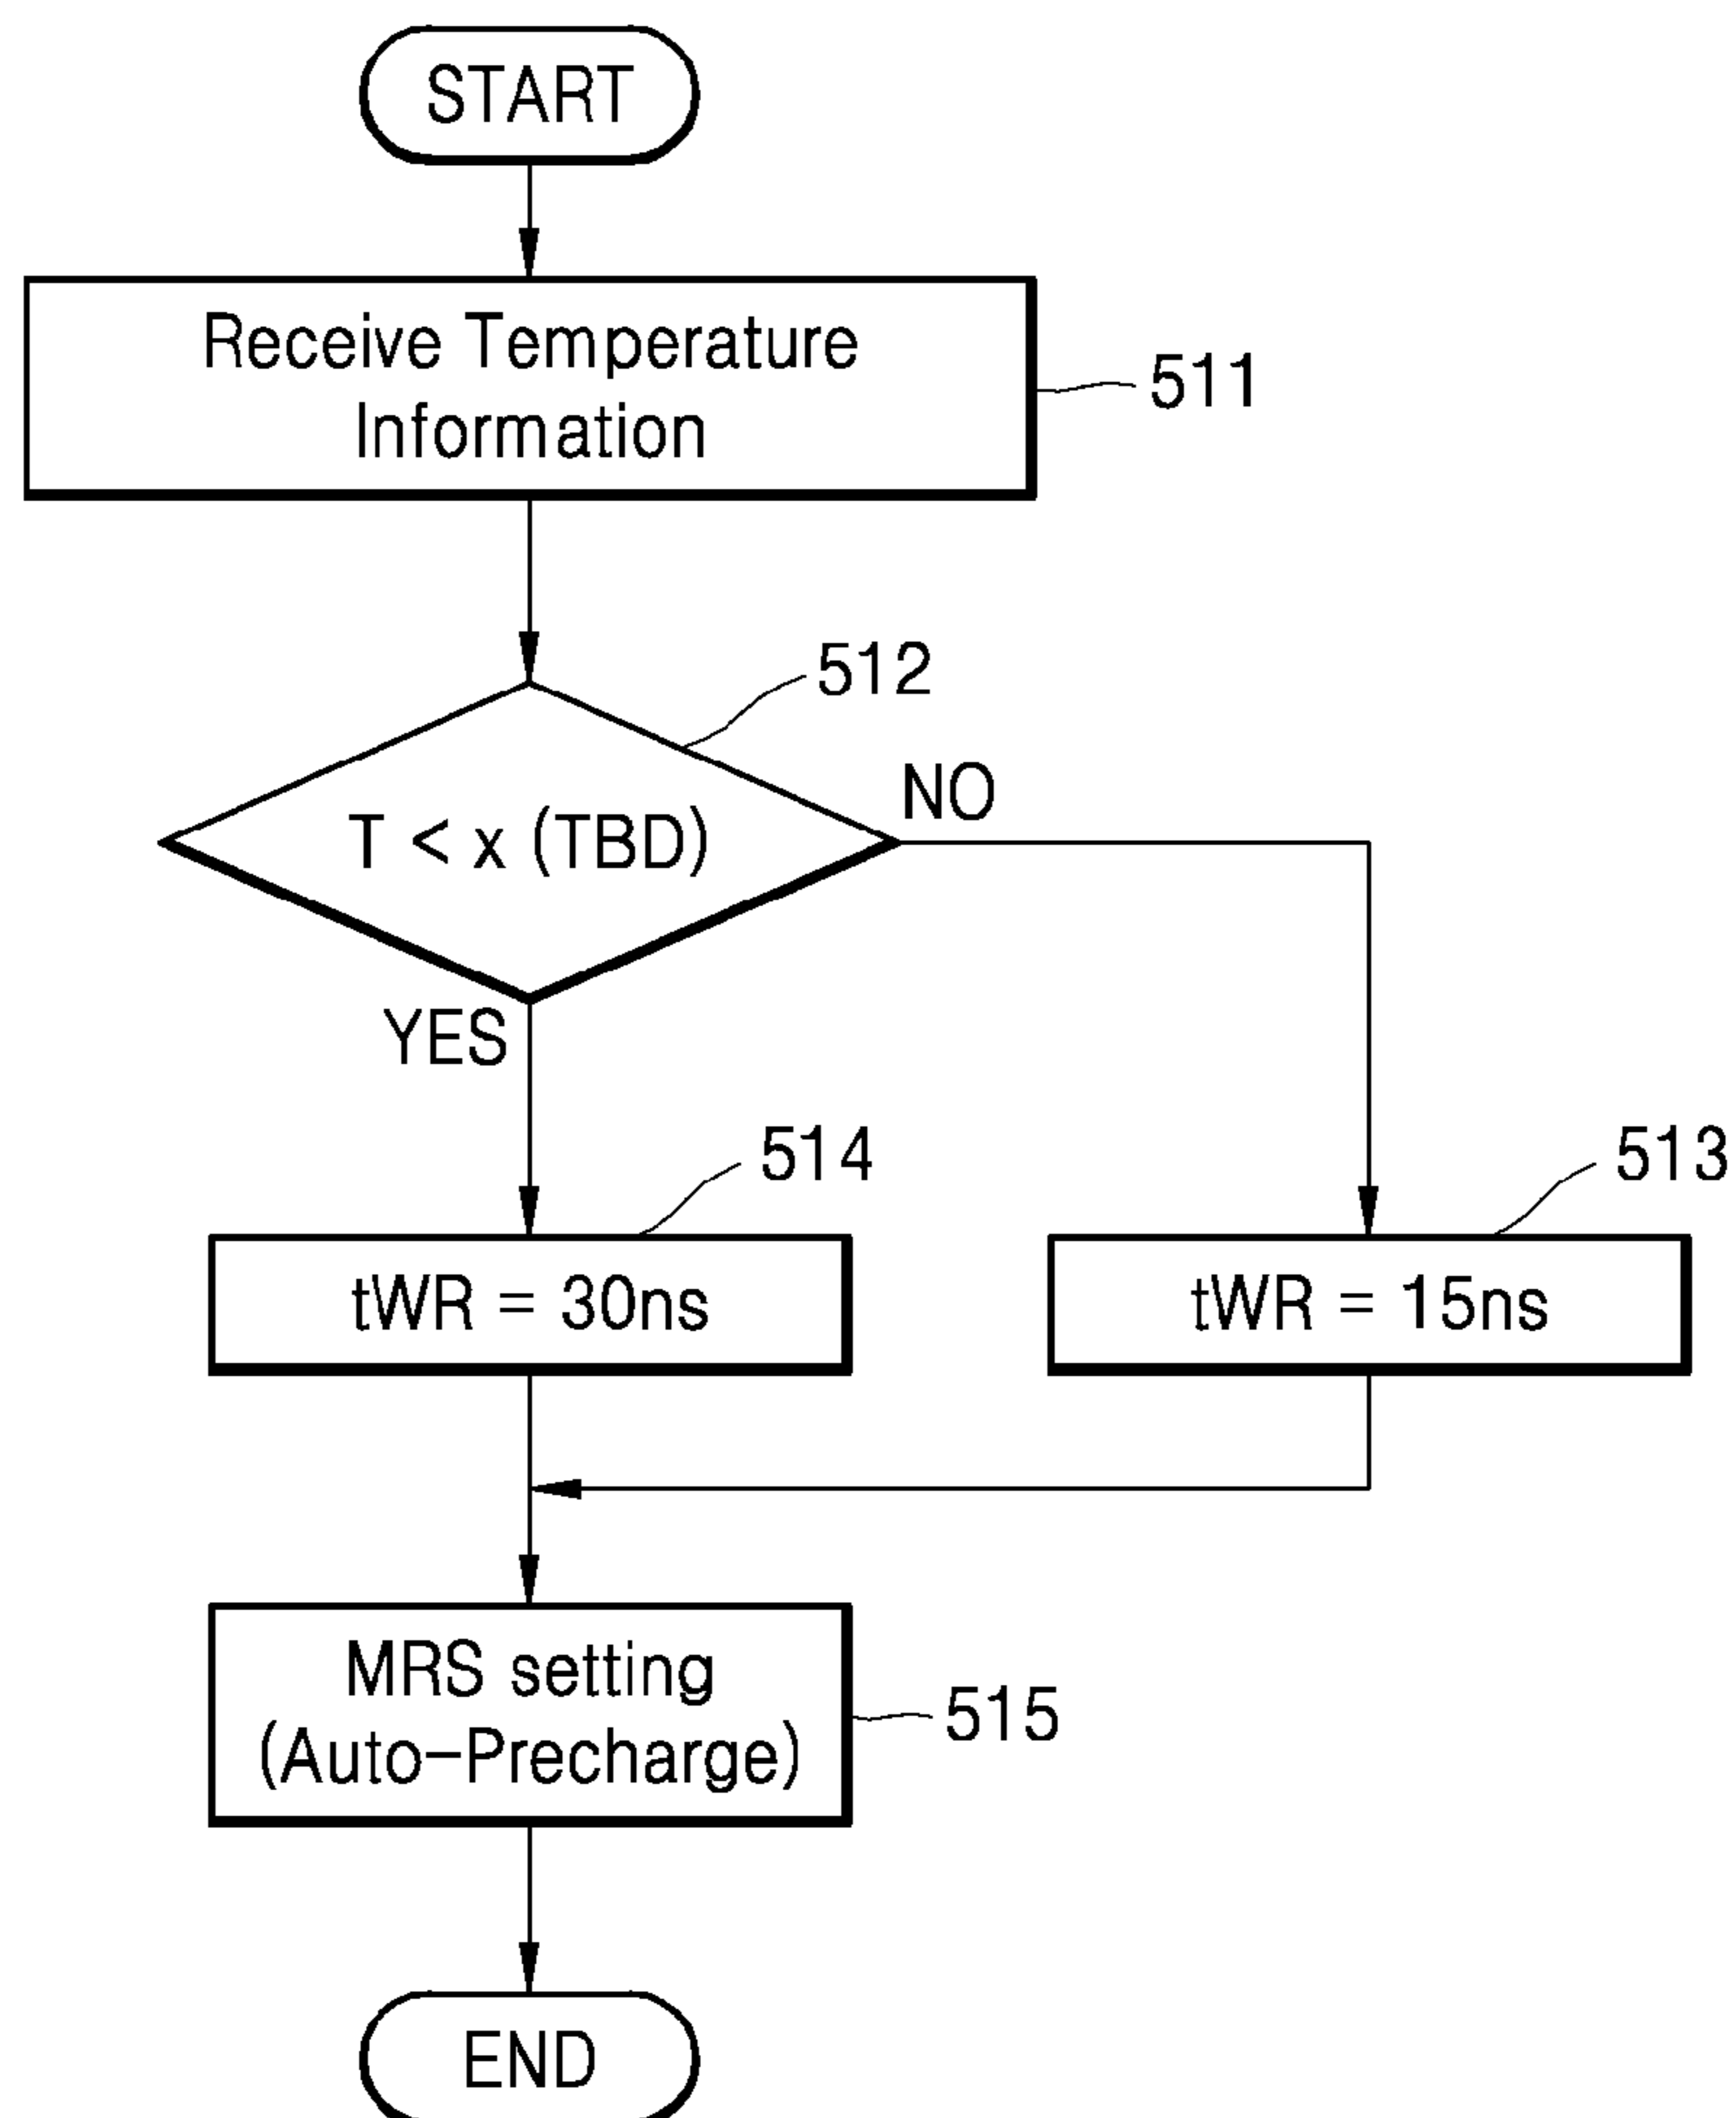 START
Receive Temperature
Information
511
512
T < x (TBD)
NO
YES
514
513
tWR = 30ns
tWR = 15ns
MRS setting
(Auto-Precharge)
515
END